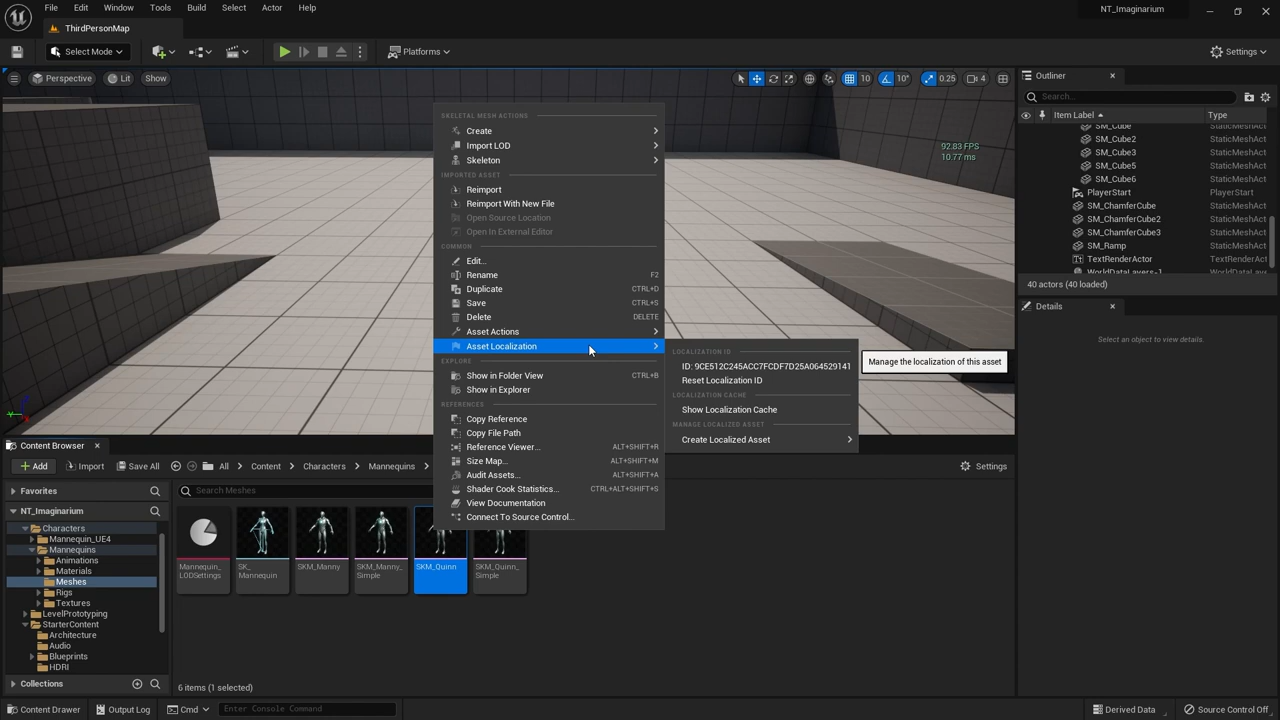 File Edit Window Tools Build Select Actor Help
NT_Imaginarium
ThirdPersonMap
Select Mode
Platforms
Settings
Perspective Lit Show
10 10° 0.25 4
92.83 FPS
10.77 ms
SKELETAL MESH ACTIONS
Create
Import LOD
Skeleton
IMPORTED ASSET
Reimport
Reimport With New File
Open Source Location
Open In External Editor
COMMON
Edit...
Rename F2
Duplicate CTRL+D
Save CTRL+S
Delete DELETE
Asset Actions
Asset Localization
EXPLORE
Show in Folder View CTRL+B
Show in Explorer
REFERENCES
Copy Reference
Copy File Path
Reference Viewer... ALT+SHIFT+R
Size Map... ALT+SHIFT+M
Audit Assets... ALT+SHIFT+A
Shader Cook Statistics... CTRL+ALT+SHIFT+S
View Documentation
Connect To Source Control...
LOCALIZATION ID
ID: 9CE512C245ACC7FCDF7D25A064529141
Reset Localization ID
LOCALIZATION CACHE
Show Localization Cache
MANAGE LOCALIZED ASSET
Create Localized Asset
Manage the localization of this asset
Outliner
Search...
Item Label Type
SM_Cube StaticMeshAct
SM_Cube2 StaticMeshAct
SM_Cube3 StaticMeshAct
SM_Cube5 StaticMeshAct
SM_Cube6 StaticMeshAct
PlayerStart PlayerStart
SM_ChamferCube StaticMeshAct
SM_ChamferCube2 StaticMeshAct
SM_ChamferCube3 StaticMeshAct
SM_Ramp StaticMeshAct
TextRenderActor TextRenderAct
WorldDataLayers-1
40 actors (40 loaded)
Details
Select an object to view details.
Content Browser
Add Import Save All All Content Characters Mannequins
Settings
Favorites
Search Meshes
NT_Imaginarium
Characters
Mannequin_UE4
Mannequins
Animations
Materials
Meshes
Rigs
Textures
LevelPrototyping
StarterContent
Architecture
Audio
Blueprints
HDRI
Collections
Mannequin_
LODSettings
SK_
Mannequin
SKM_Manny
SKM_Manny_
Simple
SKM_Quinn
SKM_Quinn_
Simple
6 items (1 selected)
Content Drawer Output Log Cmd Enter Console Command
Derived Data Source Control Off